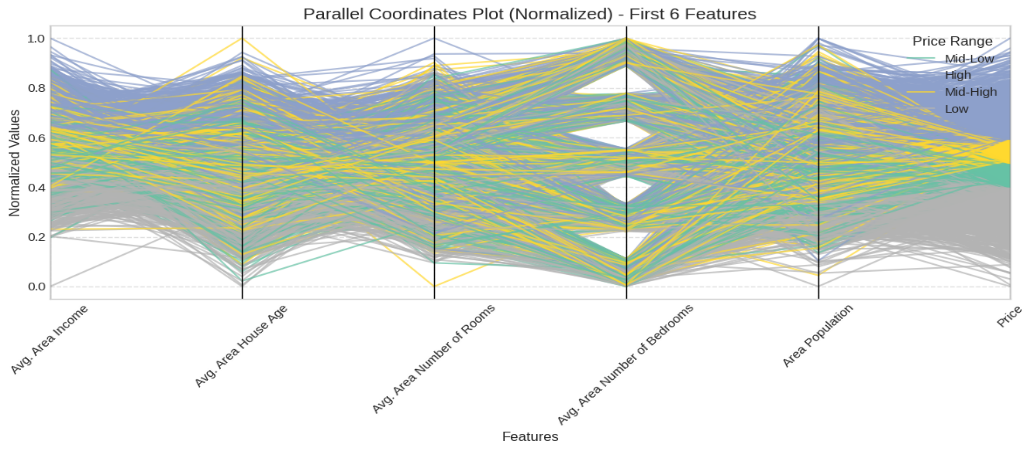 Parallel Coordinates Plot (Normalized) - First 6 Features
Normalized Values
1.0
0.8
0.6
0.4
0.2
0.0
Price Range
Mid-Low
High
Mid-High
Low
Avg. Area Income
Avg. Area House Age
Avg. Area Number of Rooms
Avg. Area Number of Bedrooms
Area Population
Price
Features